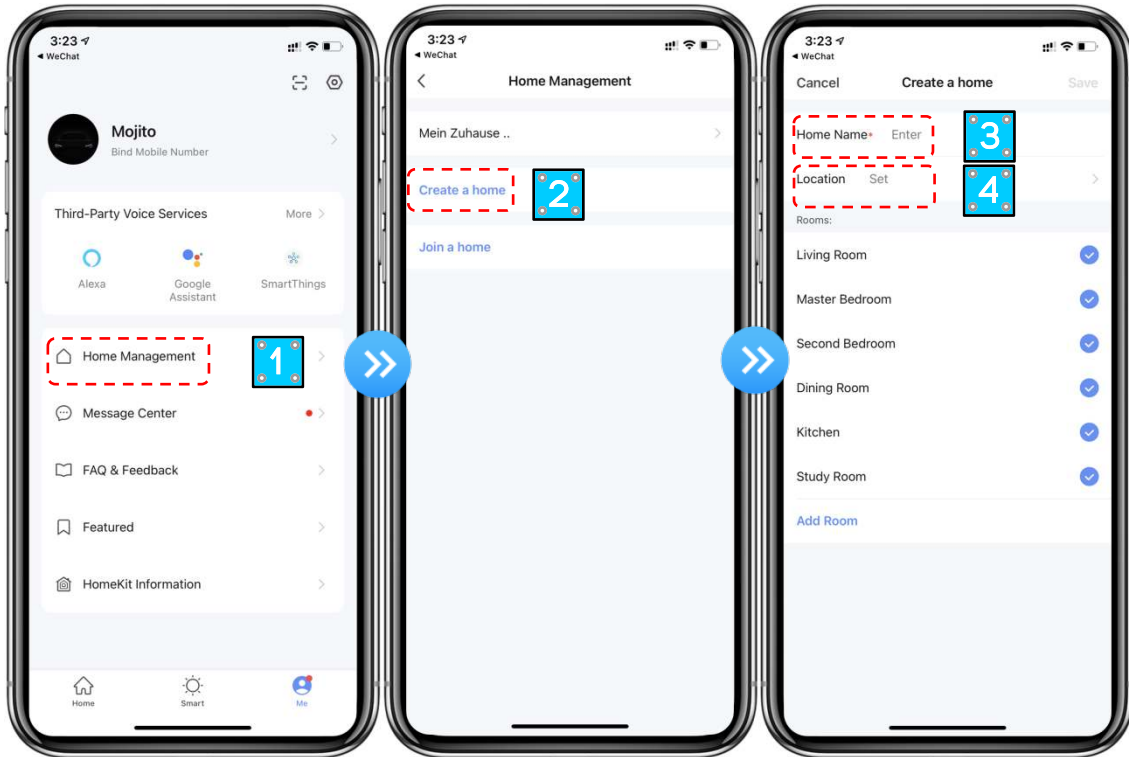 3:23
WeChat
Mojito
Bind Mobile Number
Third-Party Voice Services
More
Alexa
Google
Assistant
SmartThings
Home Management
1
Message Center
FAQ & Feedback
Featured
HomeKit Information
Home
Smart
Me
3:23
WeChat
Home Management
Mein Zuhause ..
Create a home
2
Join a home
3:23
WeChat
Cancel
Create a home
Save
Home Name*
Enter
3
Location
Set
4
Rooms:
Living Room
Master Bedroom
Second Bedroom
Dining Room
Kitchen
Study Room
Add Room